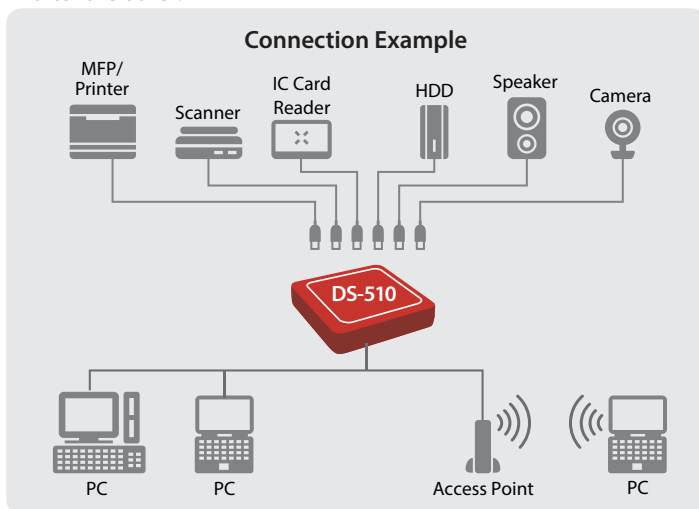 Connection Example
MFP/
Printer
Scanner
IC Card
Reader
HDD
Speaker
Camera
DS-510
PC
PC
Access Point
PC